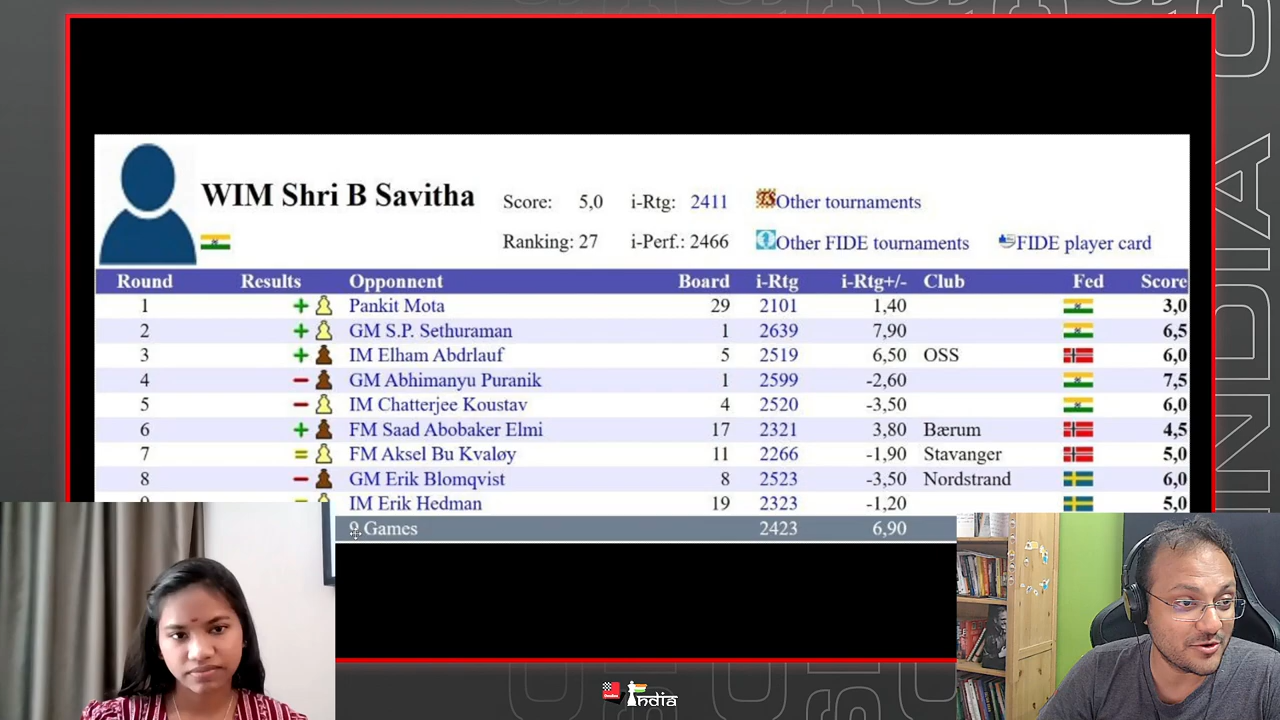 WIM Shri B Savitha
Score: 5,0 i-Rtg: 2411 Other tournaments
Ranking: 27 i-Perf.: 2466 Other FIDE tournaments FIDE player card
Round Results Opponnent Board i-Rtg i-Rtg+/- Club Fed Score
1 + Pankit Mota 29 2101 1,40 3,0
2 + GM S.P. Sethuraman 1 2639 7,90 6,5
3 + IM Elham Abdrlauf 5 2519 6,50 OSS 6,0
4 – GM Abhimanyu Puranik 1 2599 -2,60 7,5
5 – IM Chatterjee Koustav 4 2520 -3,50 6,0
6 + FM Saad Abobaker Elmi 17 2321 3,80 Bærum 4,5
7 = FM Aksel Bu Kvaløy 11 2266 -1,90 Stavanger 5,0
8 – GM Erik Blomqvist 8 2523 -3,50 Nordstrand 6,0
IM Erik Hedman 19 2323 -1,20 5,0
9 Games 2423 6,90
India
INDIA